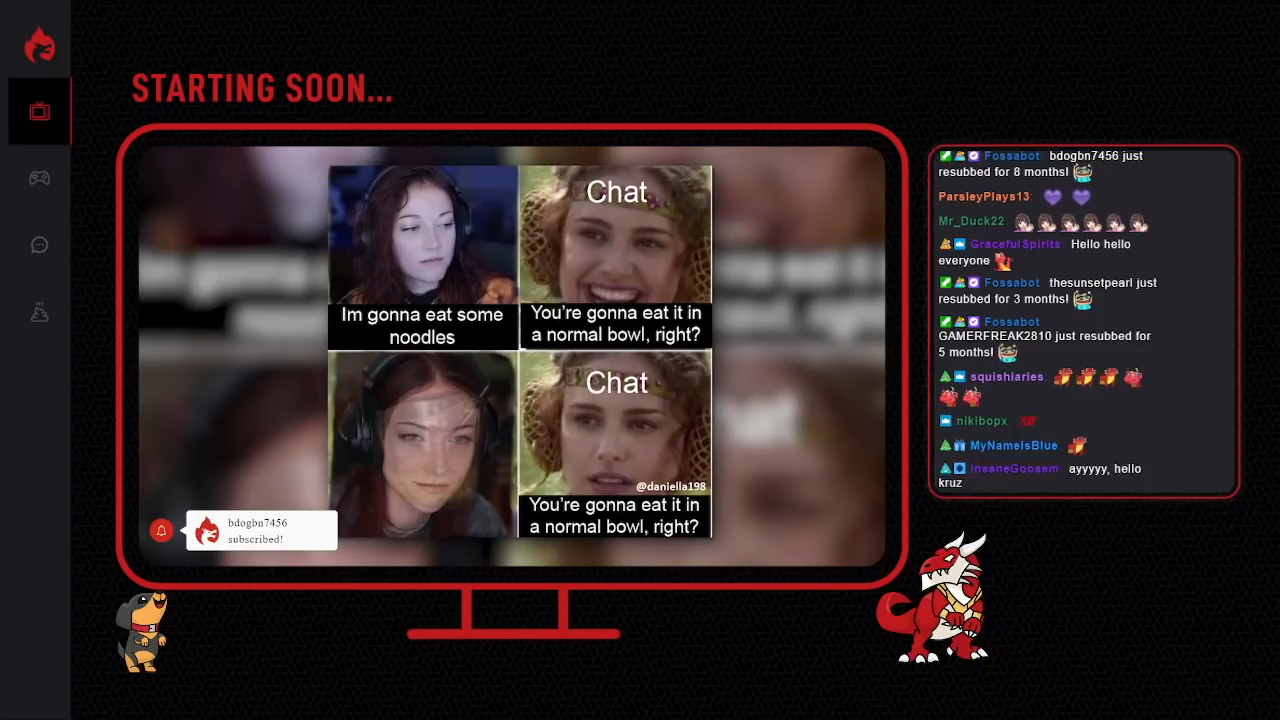 STARTING SOON...
Chat
Im gonna eat some
noodles
You're gonna eat it in
a normal bowl, right?
Chat
@daniella198
You're gonna eat it in
a normal bowl, right?
bdogbn7456
subscribed!
Fossabot bdogbn7456 just
resubbed for 8 months!
ParsleyPlays13:
Mr_Duck22:
GracefulSpirits: Hello hello
everyone
Fossabot thesunsetpearl just
resubbed for 3 months!
Fossabot
GAMERFREAK2810 just resubbed for
5 months!
squishiaries:
nikibopx:
MyNameIsBlue:
InsaneGoosem: ayyyyy, hello
kruz